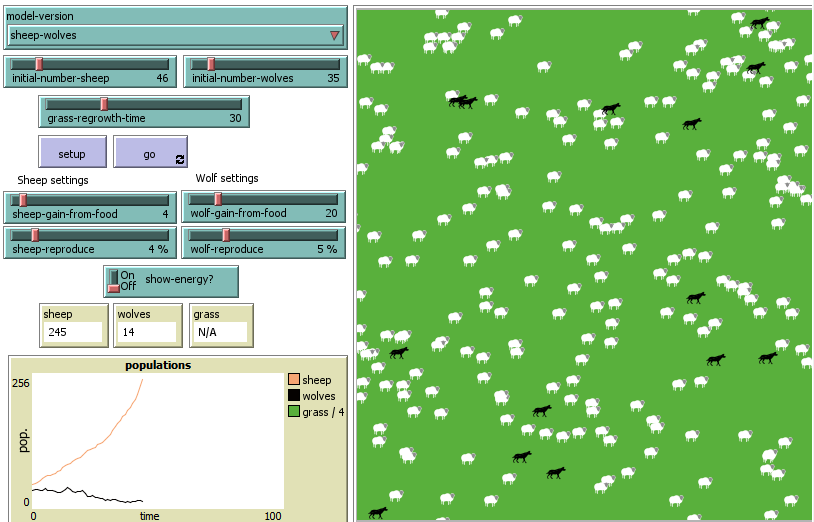 model-version
sheep-wolves
initial-number-sheep 46
initial-number-wolves 35
grass-regrowth-time 30
setup
go
Sheep settings
Wolf settings
sheep-gain-from-food 4
wolf-gain-from-food 20
sheep-reproduce 4 %
wolf-reproduce 5 %
On
Off
show-energy?
sheep
245
wolves
14
grass
N/A
populations
256
pop.
0
0
time
100
sheep
wolves
grass / 4